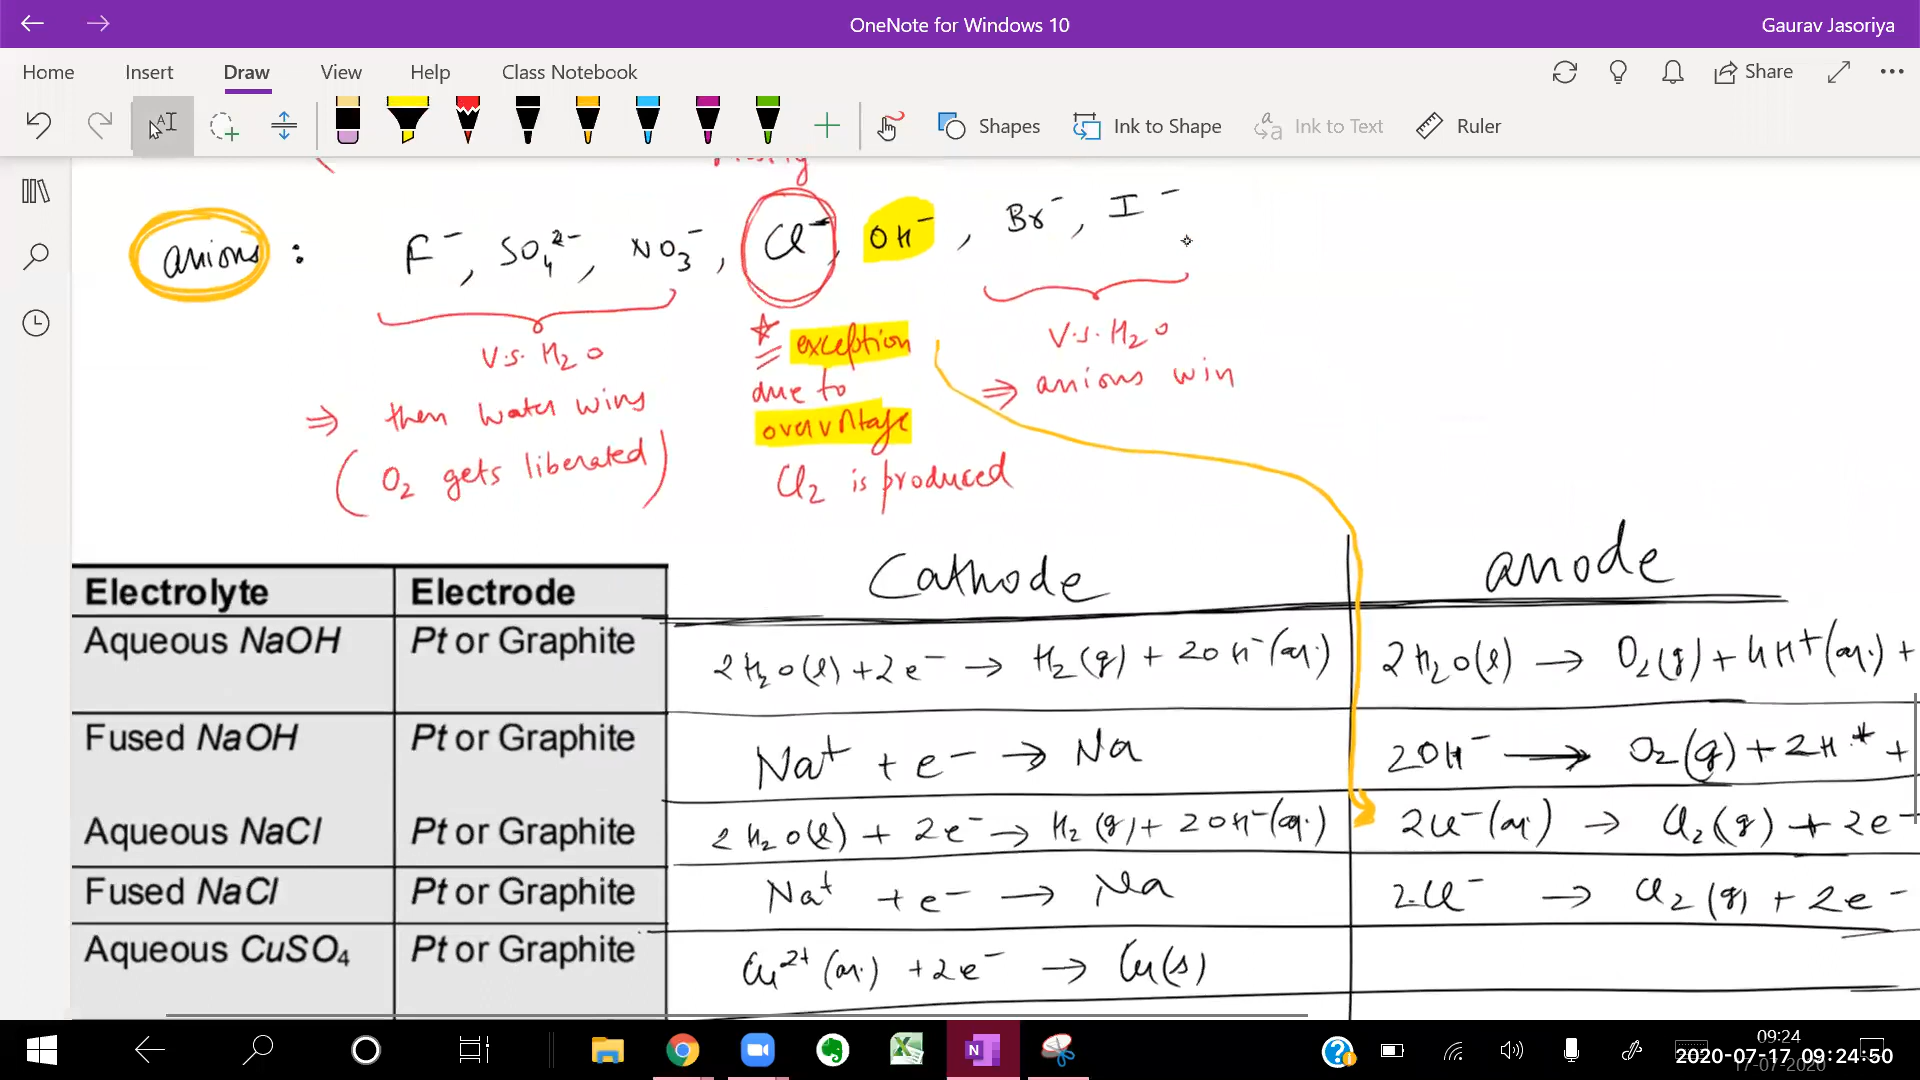 OneNote for Windows 10
Gaurav Jasoriya
Home Insert Draw View Help Class Notebook Share
Shapes Ink to Shape Ink to Text Ruler
anions : F⁻, SO₄²⁻, NO₃⁻, Cl⁻, OH⁻, Br⁻, I⁻
v.s. H₂O
⇒ then water wins
(O₂ gets liberated)
exception
due to
overvoltage
Cl₂ is produced
v.s. H₂O
⇒ anions win
Electrolyte Electrode Cathode anode
Aqueous NaOH Pt or Graphite 2H₂O(l) + 2e⁻ → H₂(g) + 2OH⁻(aq.) 2H₂O(l) → O₂(g) + 4H⁺(aq.) +
Fused NaOH Pt or Graphite Na⁺ + e⁻ → Na 2OH⁻ → O₂(g) + 2H⁺ +
Aqueous NaCl Pt or Graphite 2H₂O(l) + 2e⁻ → H₂(g) + 2OH⁻(aq.) 2Cl⁻(aq.) → Cl₂(g) + 2e⁻
Fused NaCl Pt or Graphite Na⁺ + e⁻ → Na 2Cl⁻ → Cl₂(g) + 2e⁻
Aqueous CuSO₄ Pt or Graphite Cu²⁺(aq.) + 2e⁻ → Cu(s)
09:24
2020-07-17 09:24:50
17-07-2020